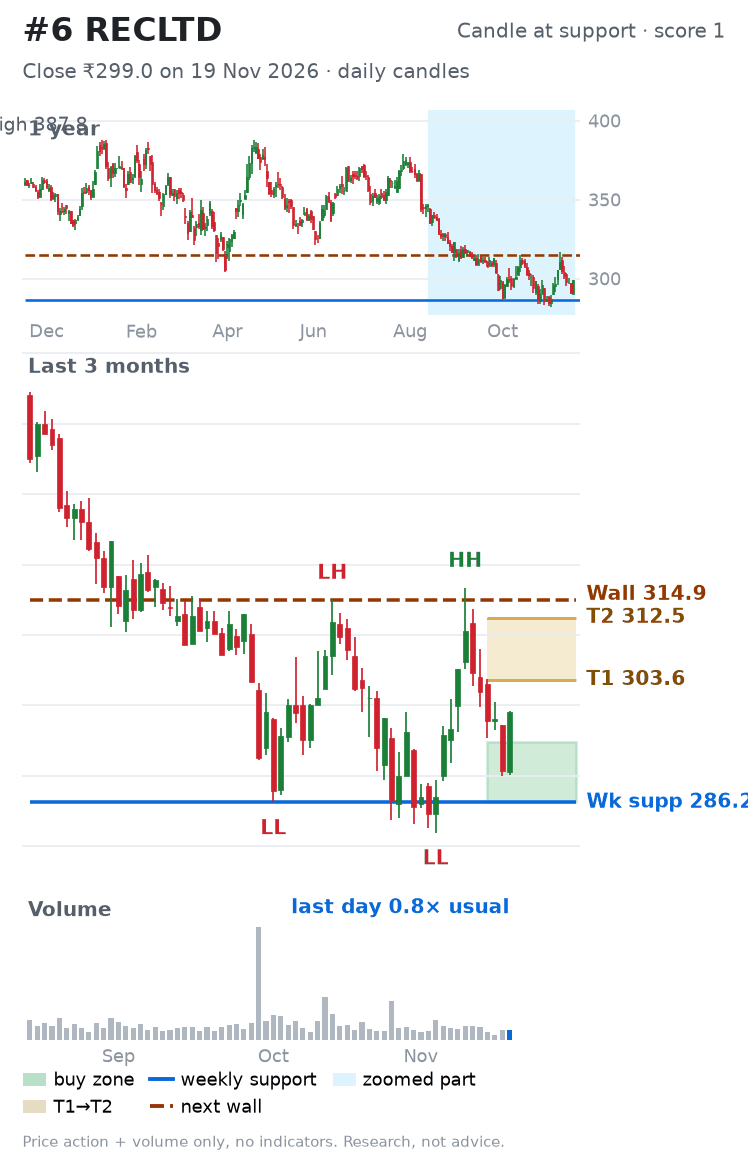 #6 RECLTD
Candle at support · score 1
Close ₹299.0 on 19 Nov 2026 · daily candles
igh 387.8
1 year
400
350
300
Dec Feb Apr Jun Aug Oct
Last 3 months
HH
LH
Wall 314.9
T2 312.5
T1 303.6
Wk supp 286.2
LL
LL
Volume
last day 0.8× usual
Sep Oct Nov
buy zone weekly support zoomed part
T1→T2 next wall
Price action + volume only, no indicators. Research, not advice.